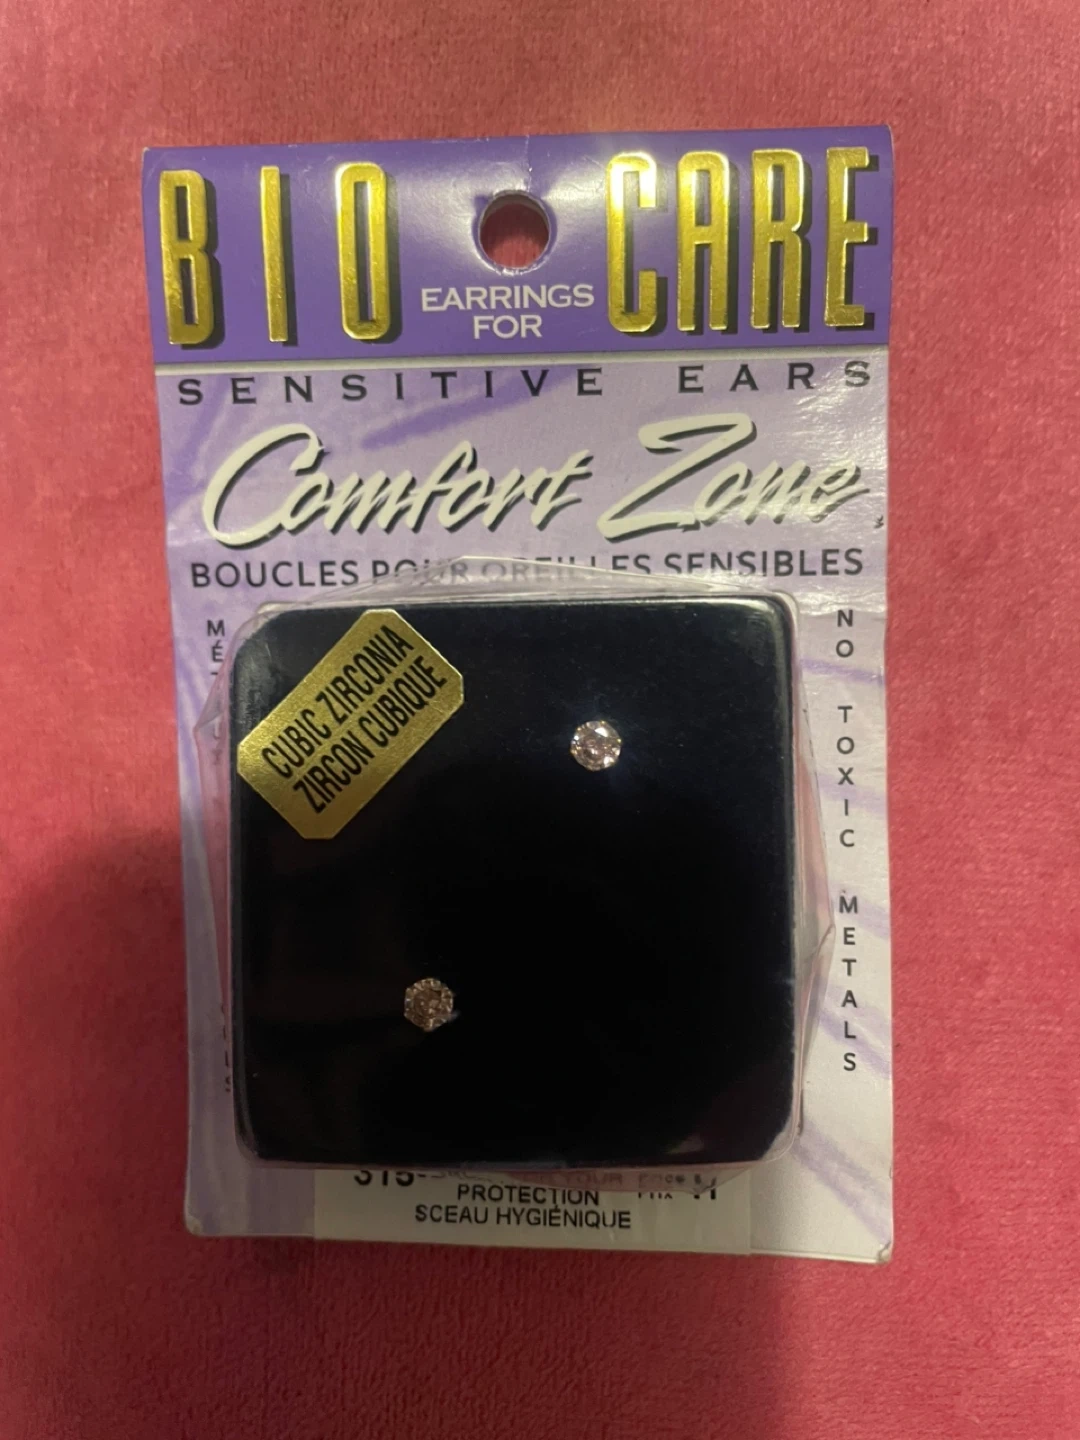 BIO CARE
EARRINGS
FOR
SENSITIVE EARS
Comfort Zone
BOUCLES POUR OREILLES SENSIBLES
CUBIC ZIRCONIA
ZIRCON CUBIQUE
NO TOXIC METALS
315-
PROTECTION
SCEAU HYGIÉNIQUE